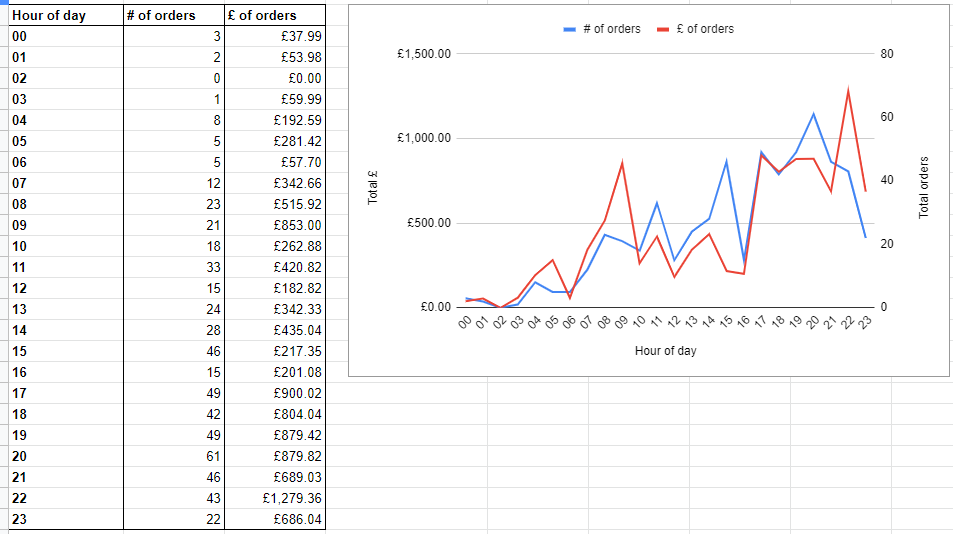 Hour of day # of orders £ of orders
00 3 £37.99
01 2 £53.98
02 0 £0.00
03 1 £59.99
04 8 £192.59
05 5 £281.42
06 5 £57.70
07 12 £342.66
08 23 £515.92
09 21 £853.00
10 18 £262.88
11 33 £420.82
12 15 £182.82
13 24 £342.33
14 28 £435.04
15 46 £217.35
16 15 £201.08
17 49 £900.02
18 42 £804.04
19 49 £879.42
20 61 £879.82
21 46 £689.03
22 43 £1,279.36
23 22 £686.04
# of orders £ of orders
£1,500.00 80
60
£1,000.00
40
£500.00
20
£0.00 0
Total £
Total orders
00 01 02 03 04 05 06 07 08 09 10 11 12 13 14 15 16 17 18 19 20 21 22 23
Hour of day